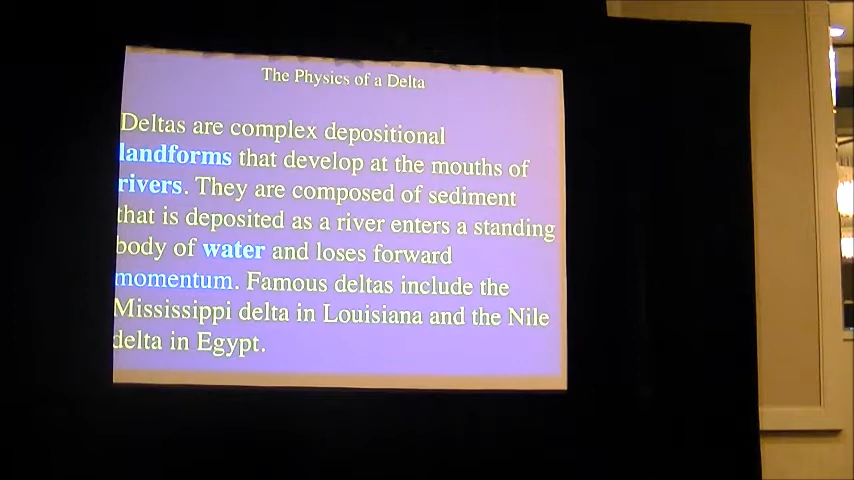 The Physics of a Delta
Deltas are complex depositional
landforms that develop at the mouths of
rivers. They are composed of sediment
that is deposited as a river enters a standing
body of water and loses forward
momentum. Famous deltas include the
Mississippi delta in Louisiana and the Nile
delta in Egypt.